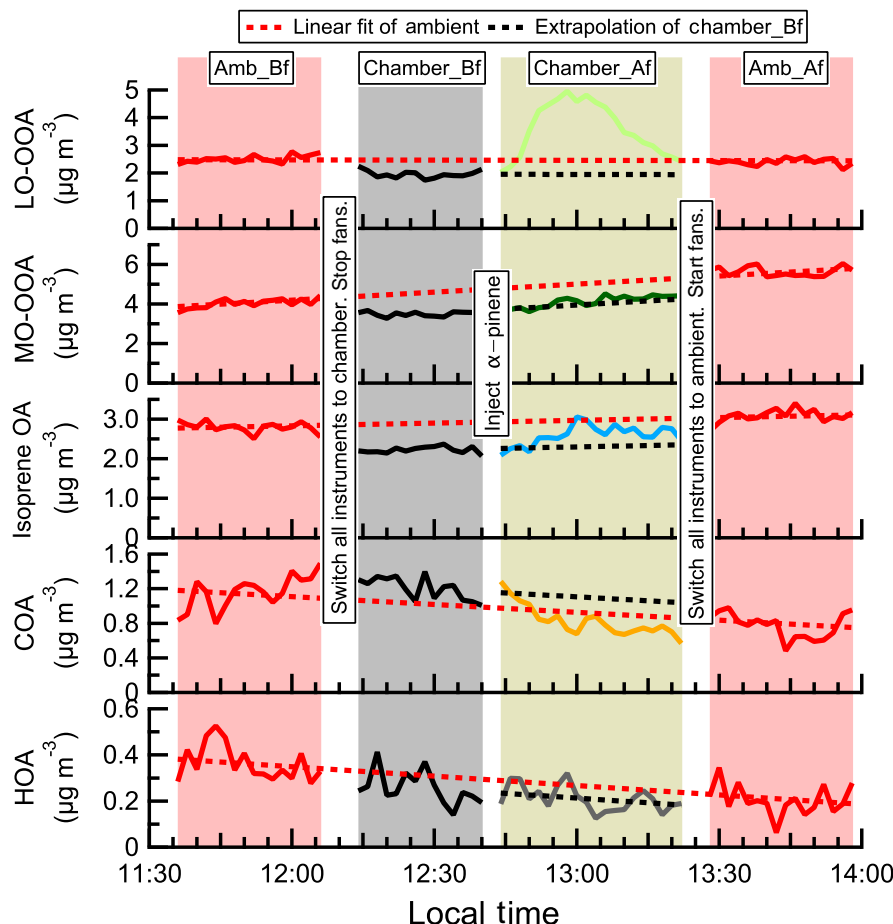 Linear fit of ambient Extrapolation of chamber_Bf
Amb_Bf Chamber_Bf Chamber_Af Amb_Af
LO-OOA
(µg m⁻³)
5
4
3
2
1
0
MO-OOA
(µg m⁻³)
6
4
2
0
Isoprene OA
(µg m⁻³)
3.0
2.0
1.0
0
COA
(µg m⁻³)
1.6
1.2
0.8
0.4
0
HOA
(µg m⁻³)
0.6
0.4
0.2
0
Switch all instruments to chamber. Stop fans.
Inject α−pinene
Switch all instruments to ambient. Start fans.
11:30 12:00 12:30 13:00 13:30 14:00
Local time